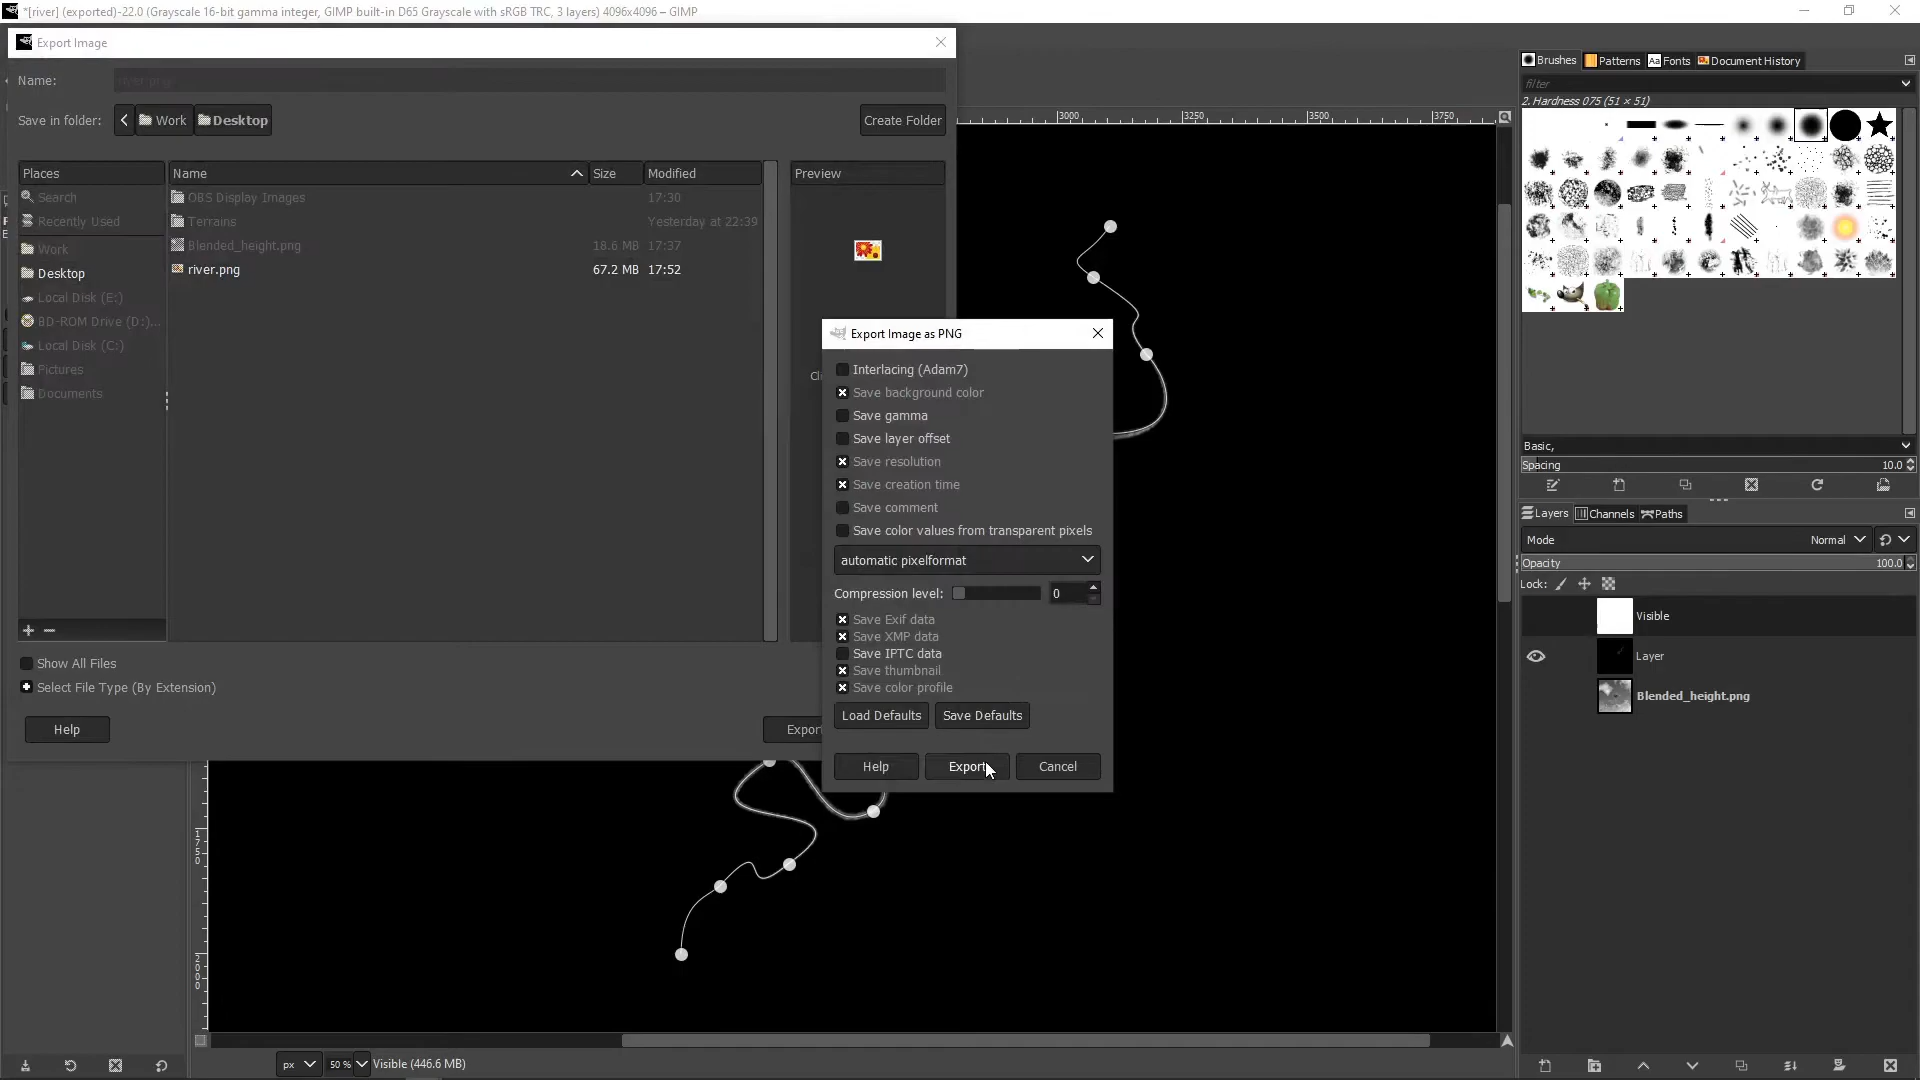 *[river] (exported)-22.0 (Grayscale 16-bit gamma integer, GIMP built-in D65 Grayscale with sRGB TRC, 3 layers) 4096x4096 – GIMP
Export Image
Name: river.png
Save in folder: Work Desktop
Create Folder
Places
Search
Recently Used
Work
Desktop
Local Disk (E:)
BD-ROM Drive (D:)...
Local Disk (C:)
Pictures
Documents
Name Size Modified
OBS Display Images 17:30
Terrains Yesterday at 22:39
Blended_height.png 18.6 MB 17:37
river.png 67.2 MB 17:52
Preview
Show All Files
Select File Type (By Extension)
Help
Export
Export Image as PNG
Interlacing (Adam7)
Save background color
Save gamma
Save layer offset
Save resolution
Save creation time
Save comment
Save color values from transparent pixels
automatic pixelformat
Compression level: 0
Save Exif data
Save XMP data
Save IPTC data
Save thumbnail
Save color profile
Load Defaults Save Defaults
Help Export Cancel
3000 3250 3500 3750
1750
2000
px 50 % Visible (446.6 MB)
Brushes Patterns Aa Fonts Document History
filter
2. Hardness 075 (51 × 51)
Basic,
Spacing 10.0
Layers Channels Paths
Mode Normal
Opacity 100.0
Lock:
Visible
Layer
Blended_height.png